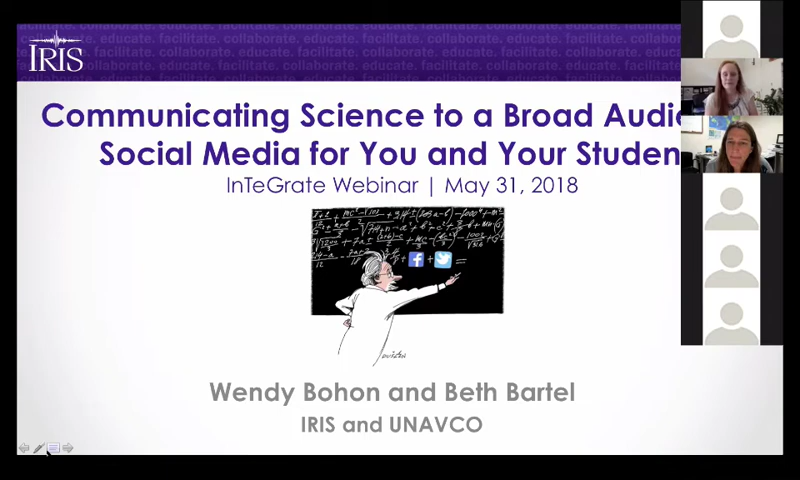 IRIS
educate. facilitate. collaborate.
Communicating Science to a Broad Audie
Social Media for You and Your Studen
InTeGrate Webinar | May 31, 2018
Wendy Bohon and Beth Bartel
IRIS and UNAVCO